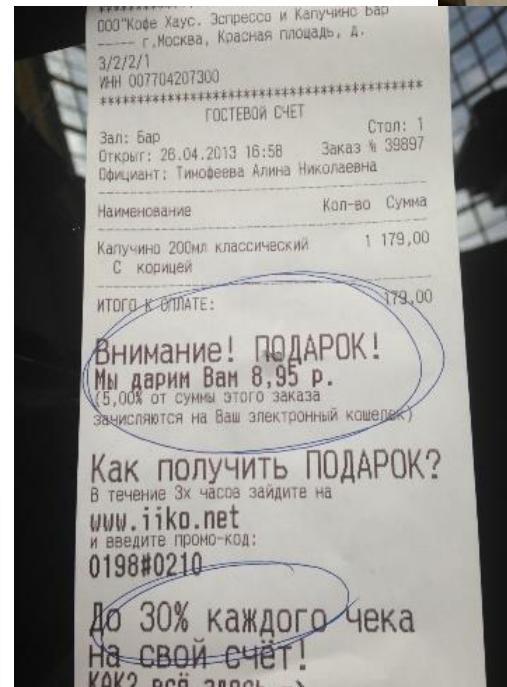 ООО"Кофе Хаус. Эспрессо и Капучино Бар
----- г.Москва, Красная площадь, д.
3/2/2/1
ИНН 007704207300
****************************************
ГОСТЕВОЙ СЧЕТ
Зал: Бар Стол: 1
Открыт: 26.04.2013 16:58 Заказ № 39897
Официант: Тимофеева Алина Николаевна
Наименование Кол-во Сумма
Капучино 200мл классический 1 179,00
С корицей
ИТОГО К ОПЛАТЕ: 179,00
Внимание! ПОДАРОК!
Мы дарим Вам 8,95 р.
(5,00% от суммы этого заказа
зачисляются на Ваш электронный кошелек)
Как получить ПОДАРОК?
В течение 3х часов зайдите на
www.iiko.net
и введите промо-код:
0198#0210
До 30% каждого чека
на свой счёт!
КАК? всё здесь -->